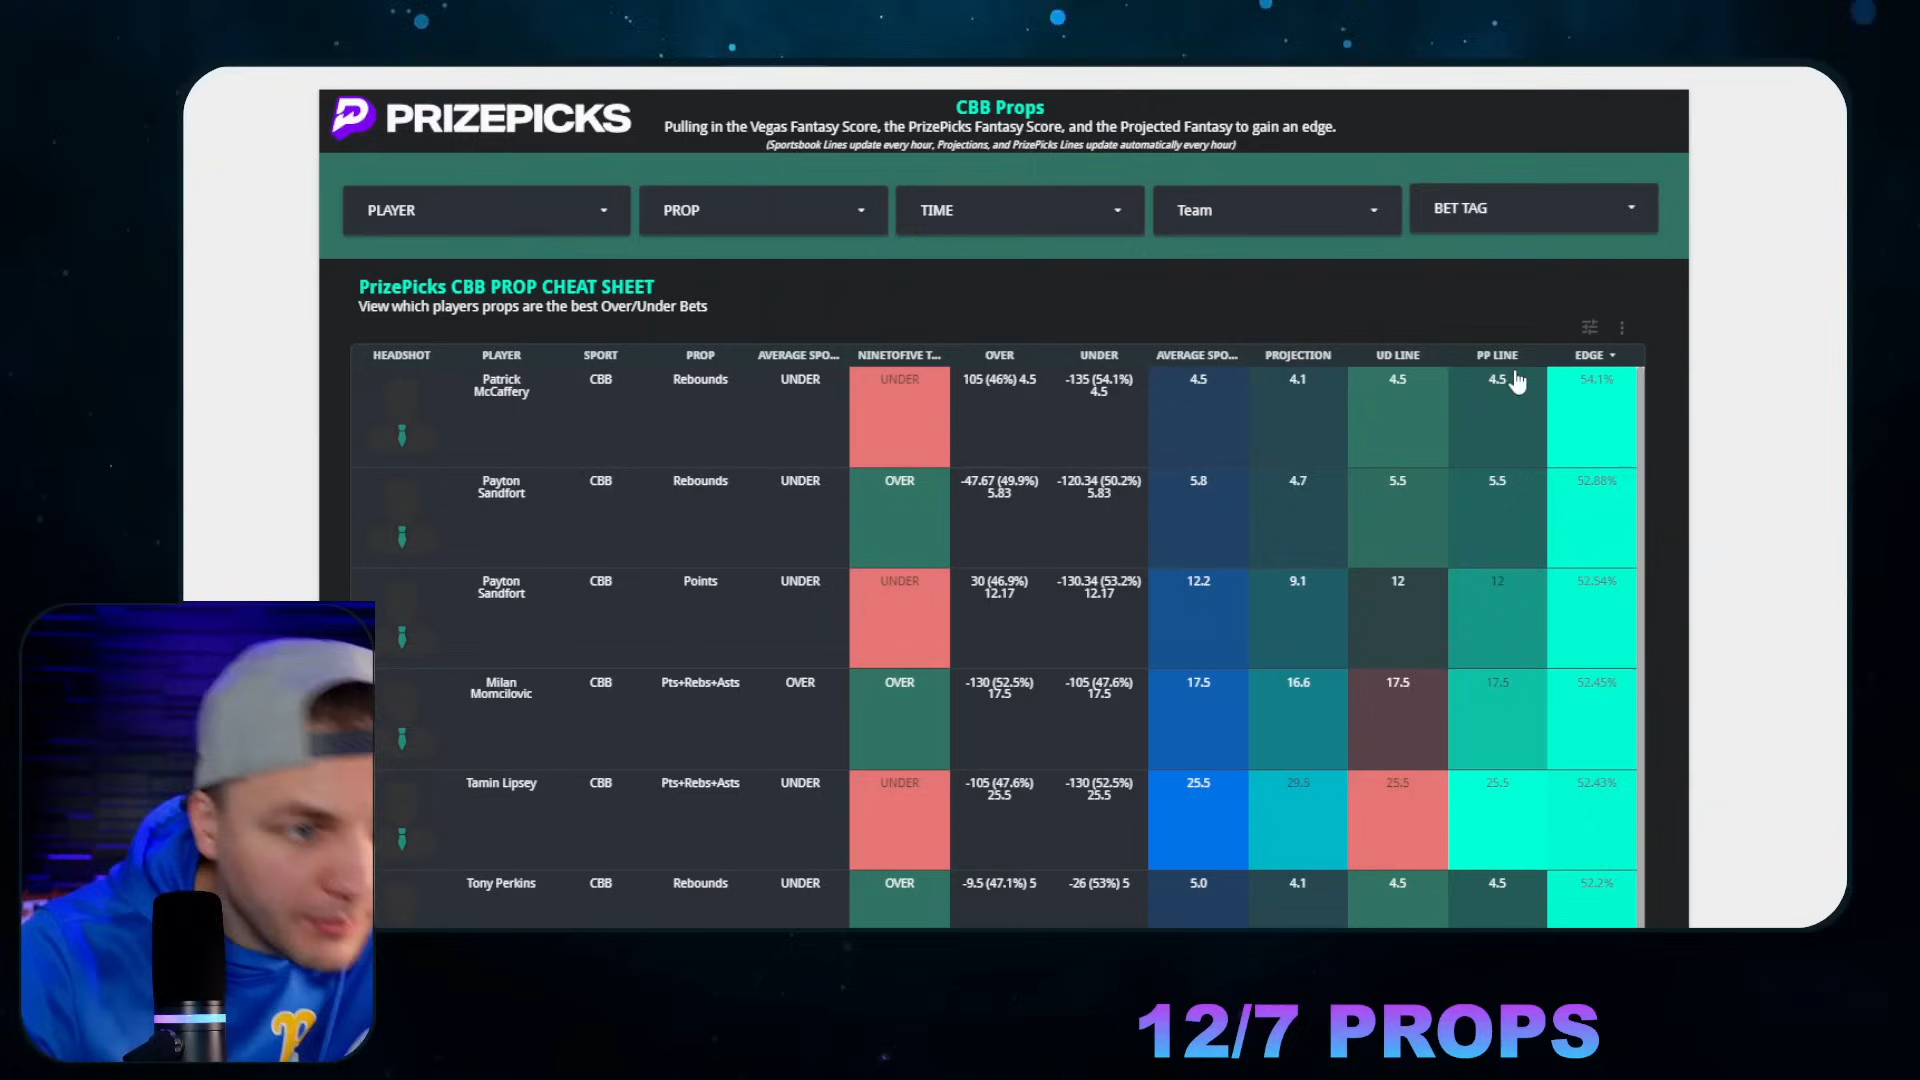 PRIZEPICKS
CBB Props
Pulling in the Vegas Fantasy Score, the PrizePicks Fantasy Score, and the Projected Fantasy to gain an edge.
(Sportsbook Lines update every hour, Projections, and PrizePicks Lines update automatically every hour)
PLAYER PROP TIME Team BET TAG
PrizePicks CBB PROP CHEAT SHEET
View which players props are the best Over/Under Bets
HEADSHOT PLAYER SPORT PROP AVERAGE SPO... NINETOFIVE T... OVER UNDER AVERAGE SPO... PROJECTION UD LINE PP LINE EDGE
Patrick CBB Rebounds UNDER UNDER 105 (46%) 4.5 -135 (54.1%) 4.5 4.1 4.5 4.5 54.1%
McCaffery 4.5
Payton CBB Rebounds UNDER OVER -47.67 (49.9%) -120.34 (50.2%) 5.8 4.7 5.5 5.5 52.88%
Sandfort 5.83 5.83
Payton CBB Points UNDER UNDER 30 (46.9%) -130.34 (53.2%) 12.2 9.1 12 12 52.54%
Sandfort 12.17 12.17
Milan CBB Pts+Rebs+Asts OVER OVER -130 (52.5%) -105 (47.6%) 17.5 16.6 17.5 17.5 52.45%
Momcilovic 17.5 17.5
Tamin Lipsey CBB Pts+Rebs+Asts UNDER UNDER -105 (47.6%) -130 (52.5%) 25.5 29.5 25.5 25.5 52.43%
25.5 25.5
Tony Perkins CBB Rebounds UNDER OVER -9.5 (47.1%) 5 -26 (53%) 5 5.0 4.1 4.5 4.5 52.2%
12/7 PROPS